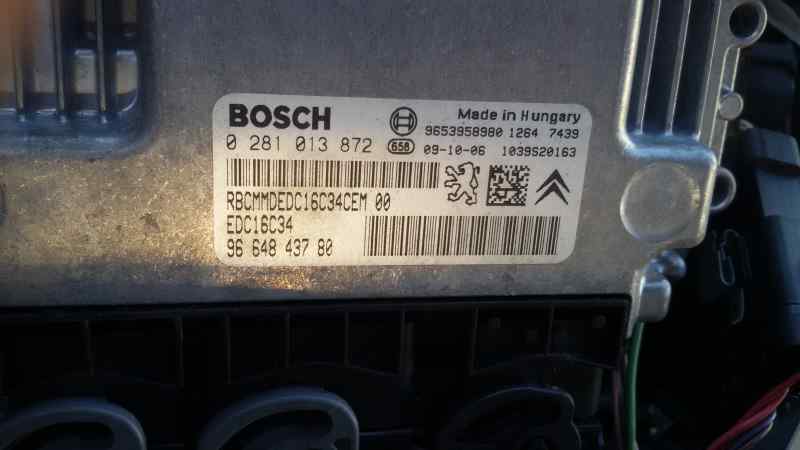 BOSCH
Made in Hungary
9653958980 1264 7439
0 281 013 872 658 09-10-06 1039S20163
RBCMMDEDC16C34CEM 00
EDC16C34
96 648 437 80